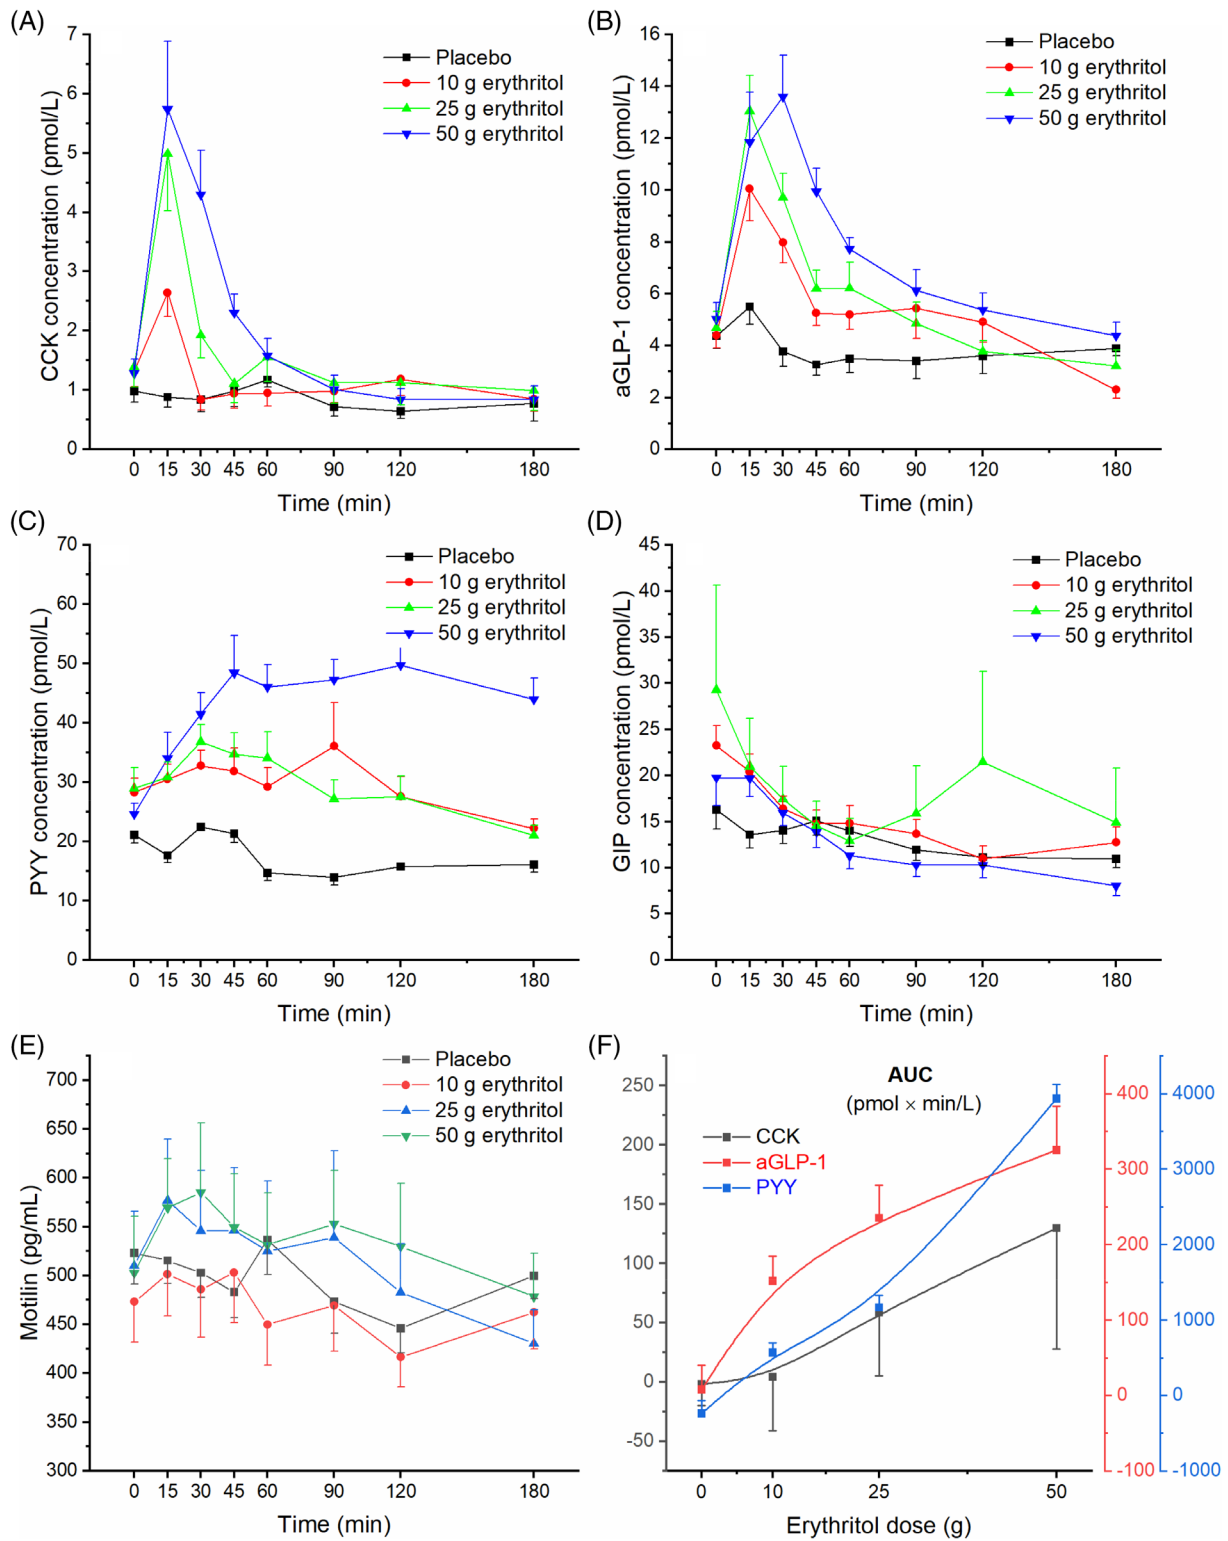 (A)
CCK concentration (pmol/L)
7
6
5
4
3
2
1
0
Placebo
10 g erythritol
25 g erythritol
50 g erythritol
0 15 30 45 60 90 120 180
Time (min)
(B)
aGLP-1 concentration (pmol/L)
16
14
12
10
8
6
4
2
0
Placebo
10 g erythritol
25 g erythritol
50 g erythritol
0 15 30 45 60 90 120 180
Time (min)
(C)
PYY concentration (pmol/L)
70
60
50
40
30
20
10
0
Placebo
10 g erythritol
25 g erythritol
50 g erythritol
0 15 30 45 60 90 120 180
Time (min)
(D)
GIP concentration (pmol/L)
45
40
35
30
25
20
15
10
5
0
Placebo
10 g erythritol
25 g erythritol
50 g erythritol
0 15 30 45 60 90 120 180
Time (min)
(E)
Motilin (pg/mL)
700
650
600
550
500
450
400
350
300
Placebo
10 g erythritol
25 g erythritol
50 g erythritol
0 15 30 45 60 90 120 180
Time (min)
(F)
AUC
(pmol × min/L)
CCK
aGLP-1
PYY
250
200
150
100
50
0
-50
400
300
200
100
0
-100
4000
3000
2000
1000
0
-1000
0 10 25 50
Erythritol dose (g)